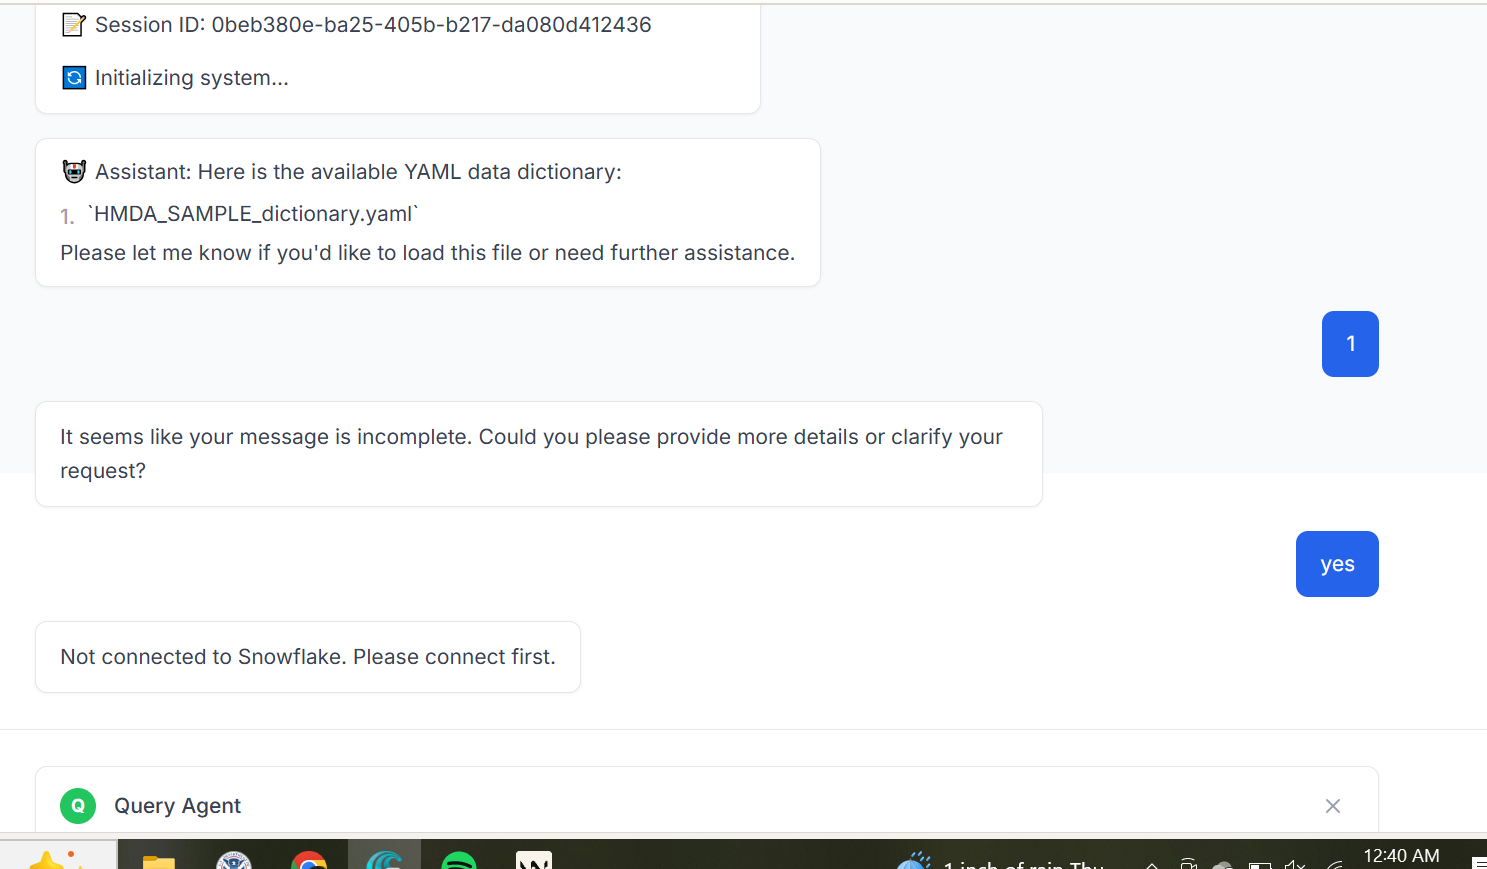 Session ID: 0beb380e-ba25-405b-b217-da080d412436
Initializing system...
Assistant: Here is the available YAML data dictionary:
1. `HMDA_SAMPLE_dictionary.yaml`
Please let me know if you'd like to load this file or need further assistance.
1
It seems like your message is incomplete. Could you please provide more details or clarify your
request?
yes
Not connected to Snowflake. Please connect first.
Q Query Agent
1 inch of rain Thu
12:40 AM